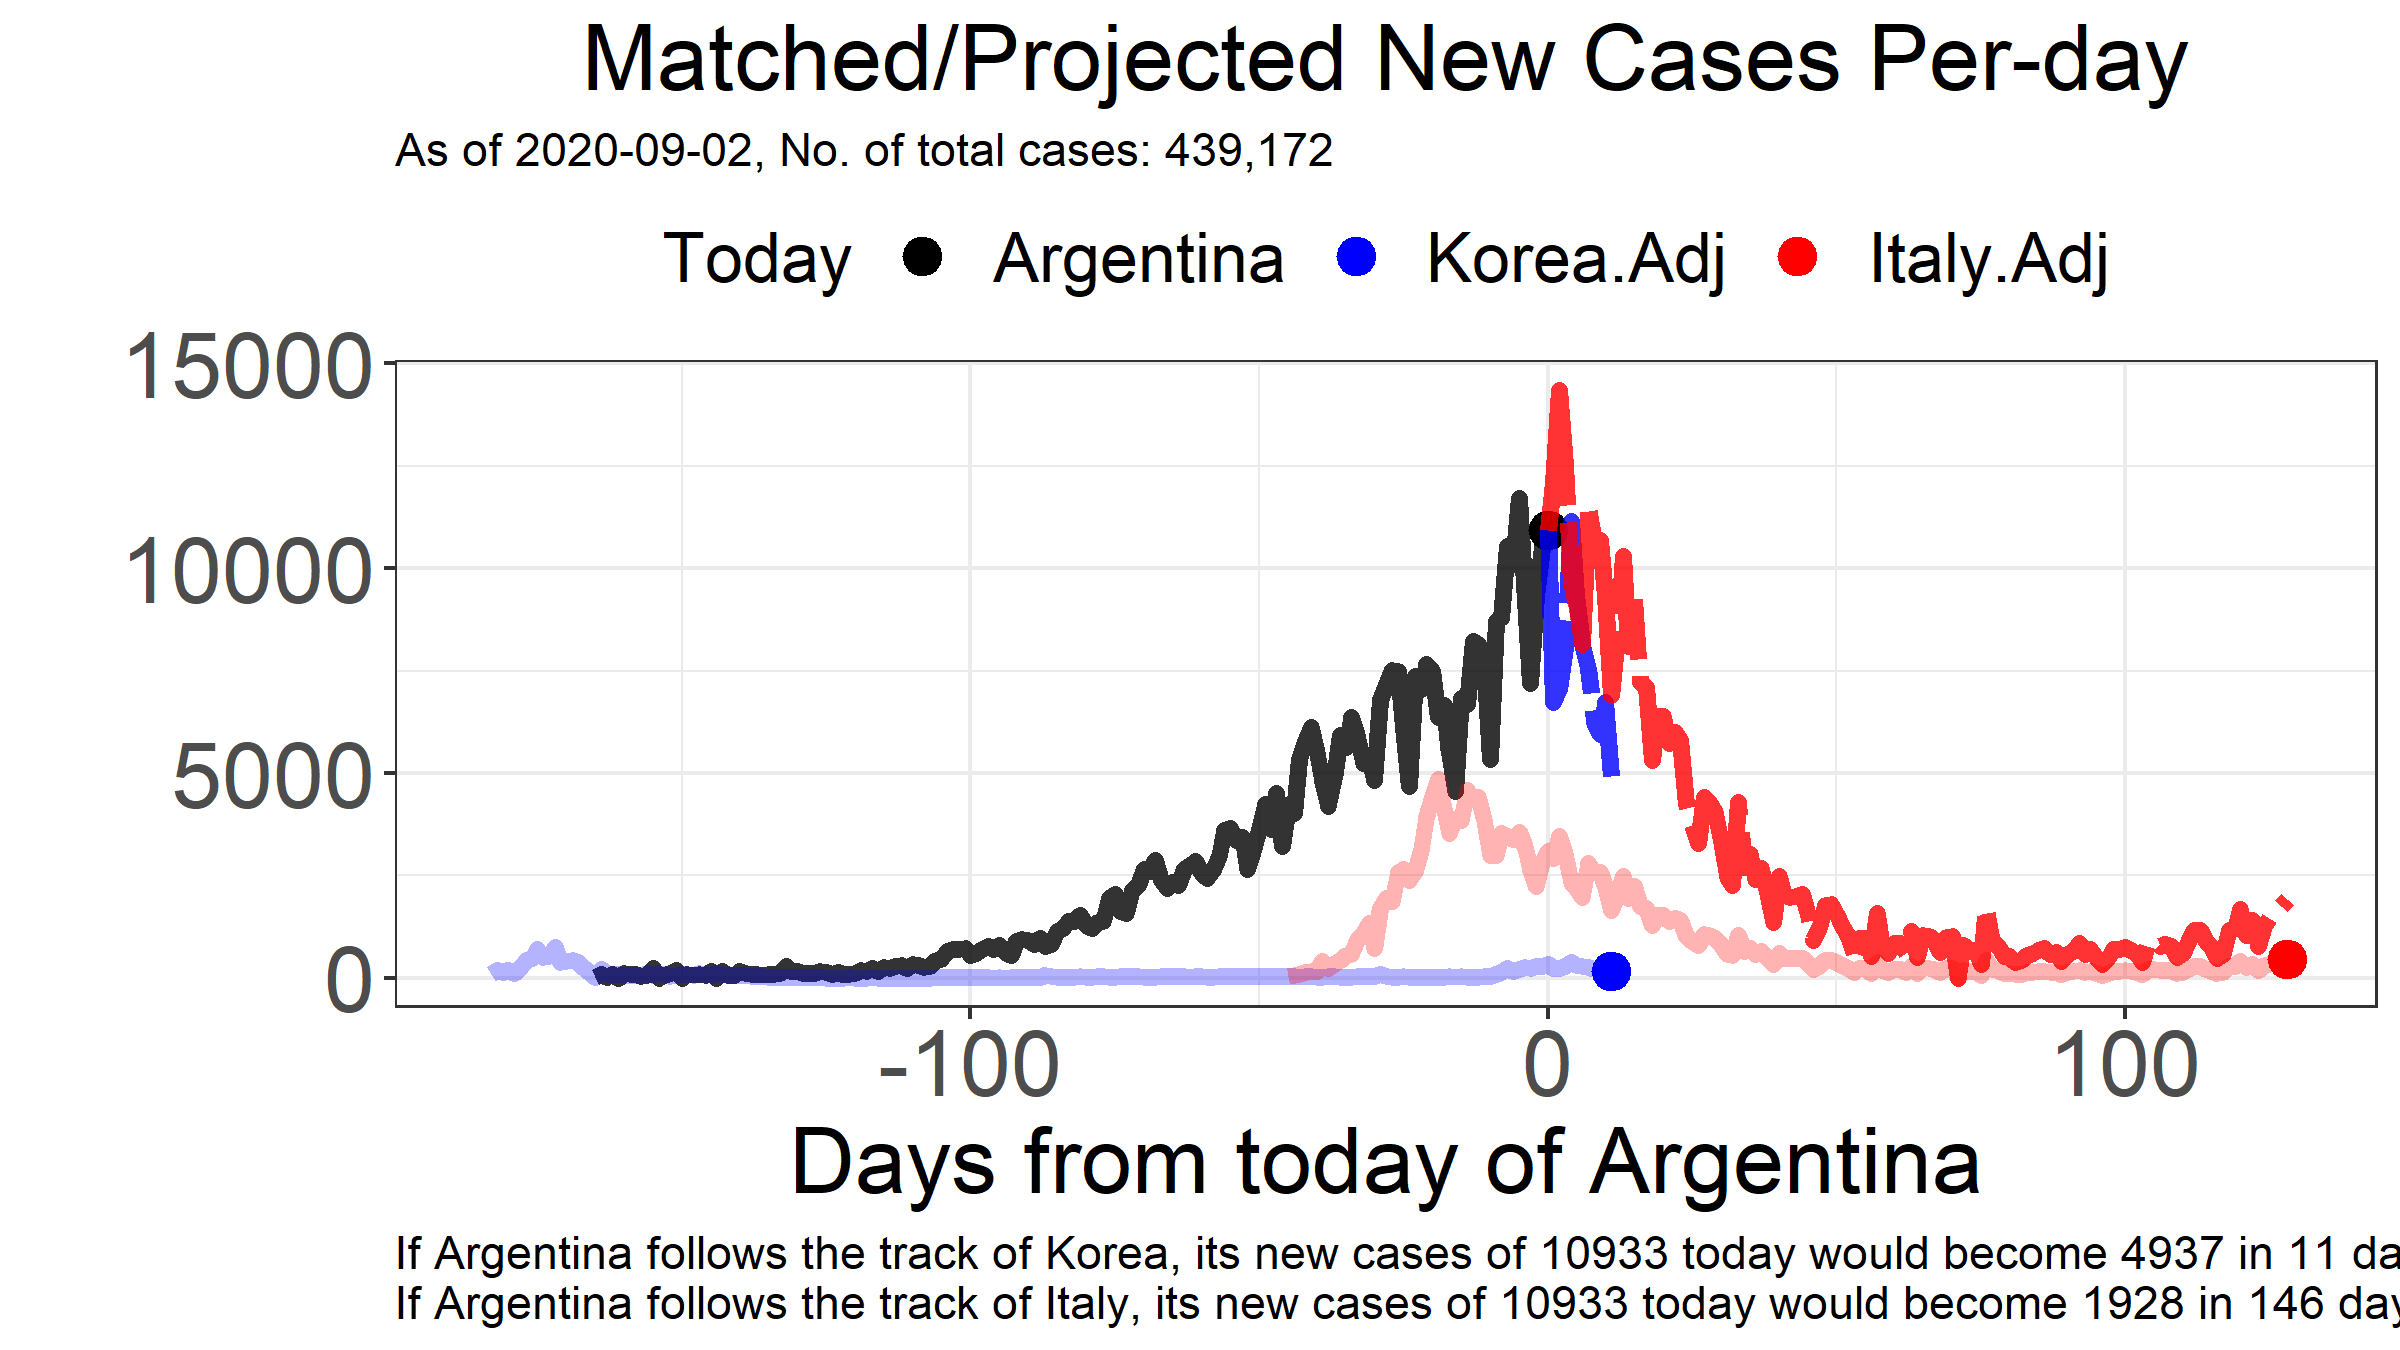 Matched/Projected New Cases Per-day
As of 2020-09-02, No. of total cases: 439,172
Today Argentina Korea.Adj Italy.Adj
15000
10000
5000
0
-100 0 100
Days from today of Argentina
If Argentina follows the track of Korea, its new cases of 10933 today would become 4937 in 11 da
If Argentina follows the track of Italy, its new cases of 10933 today would become 1928 in 146 day